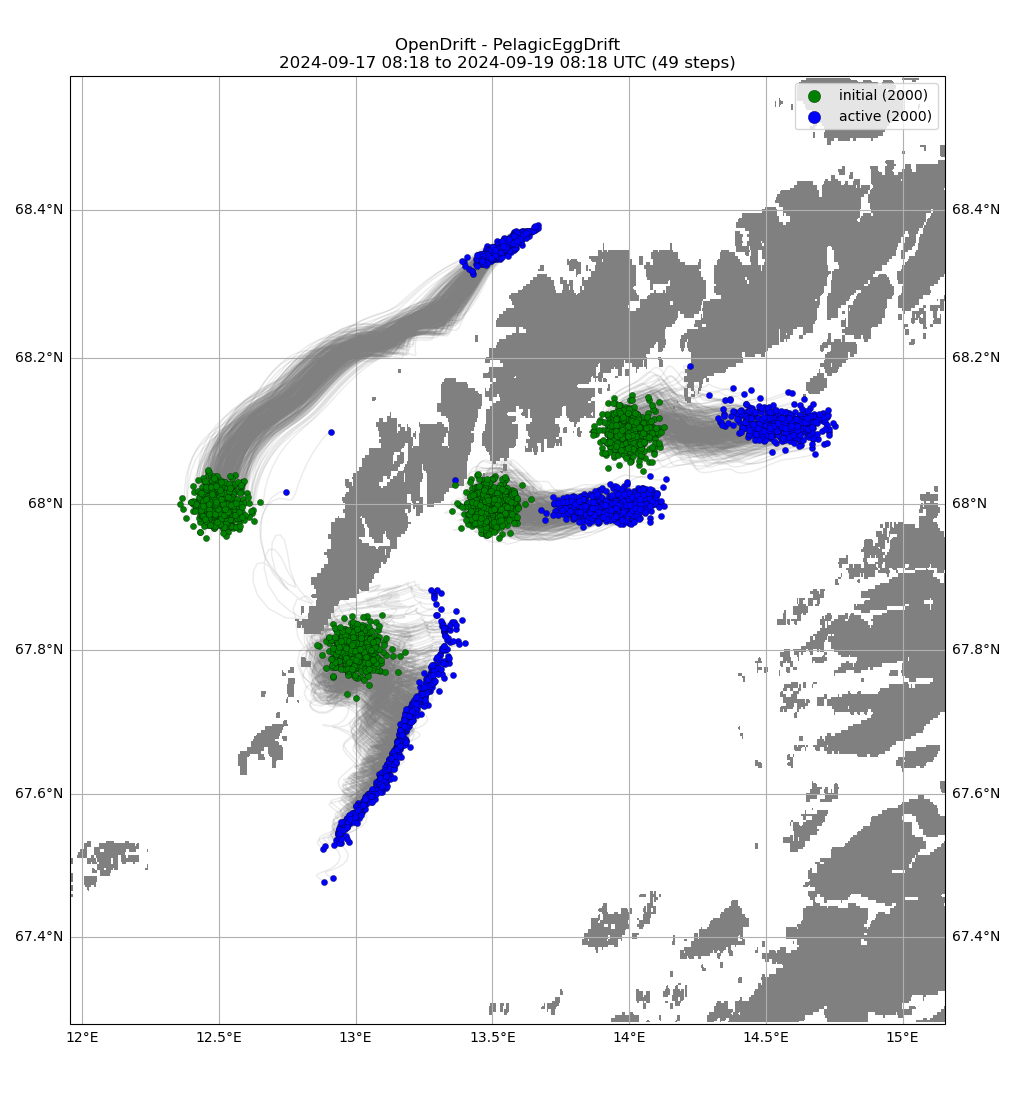 OpenDrift - PelagicEggDrift
2024-09-17 08:18 to 2024-09-19 08:18 UTC (49 steps)
initial (2000)
active (2000)
68.4°N 68.4°N
68.2°N 68.2°N
68°N 68°N
67.8°N 67.8°N
67.6°N 67.6°N
67.4°N 67.4°N
12°E 12.5°E 13°E 13.5°E 14°E 14.5°E 15°E